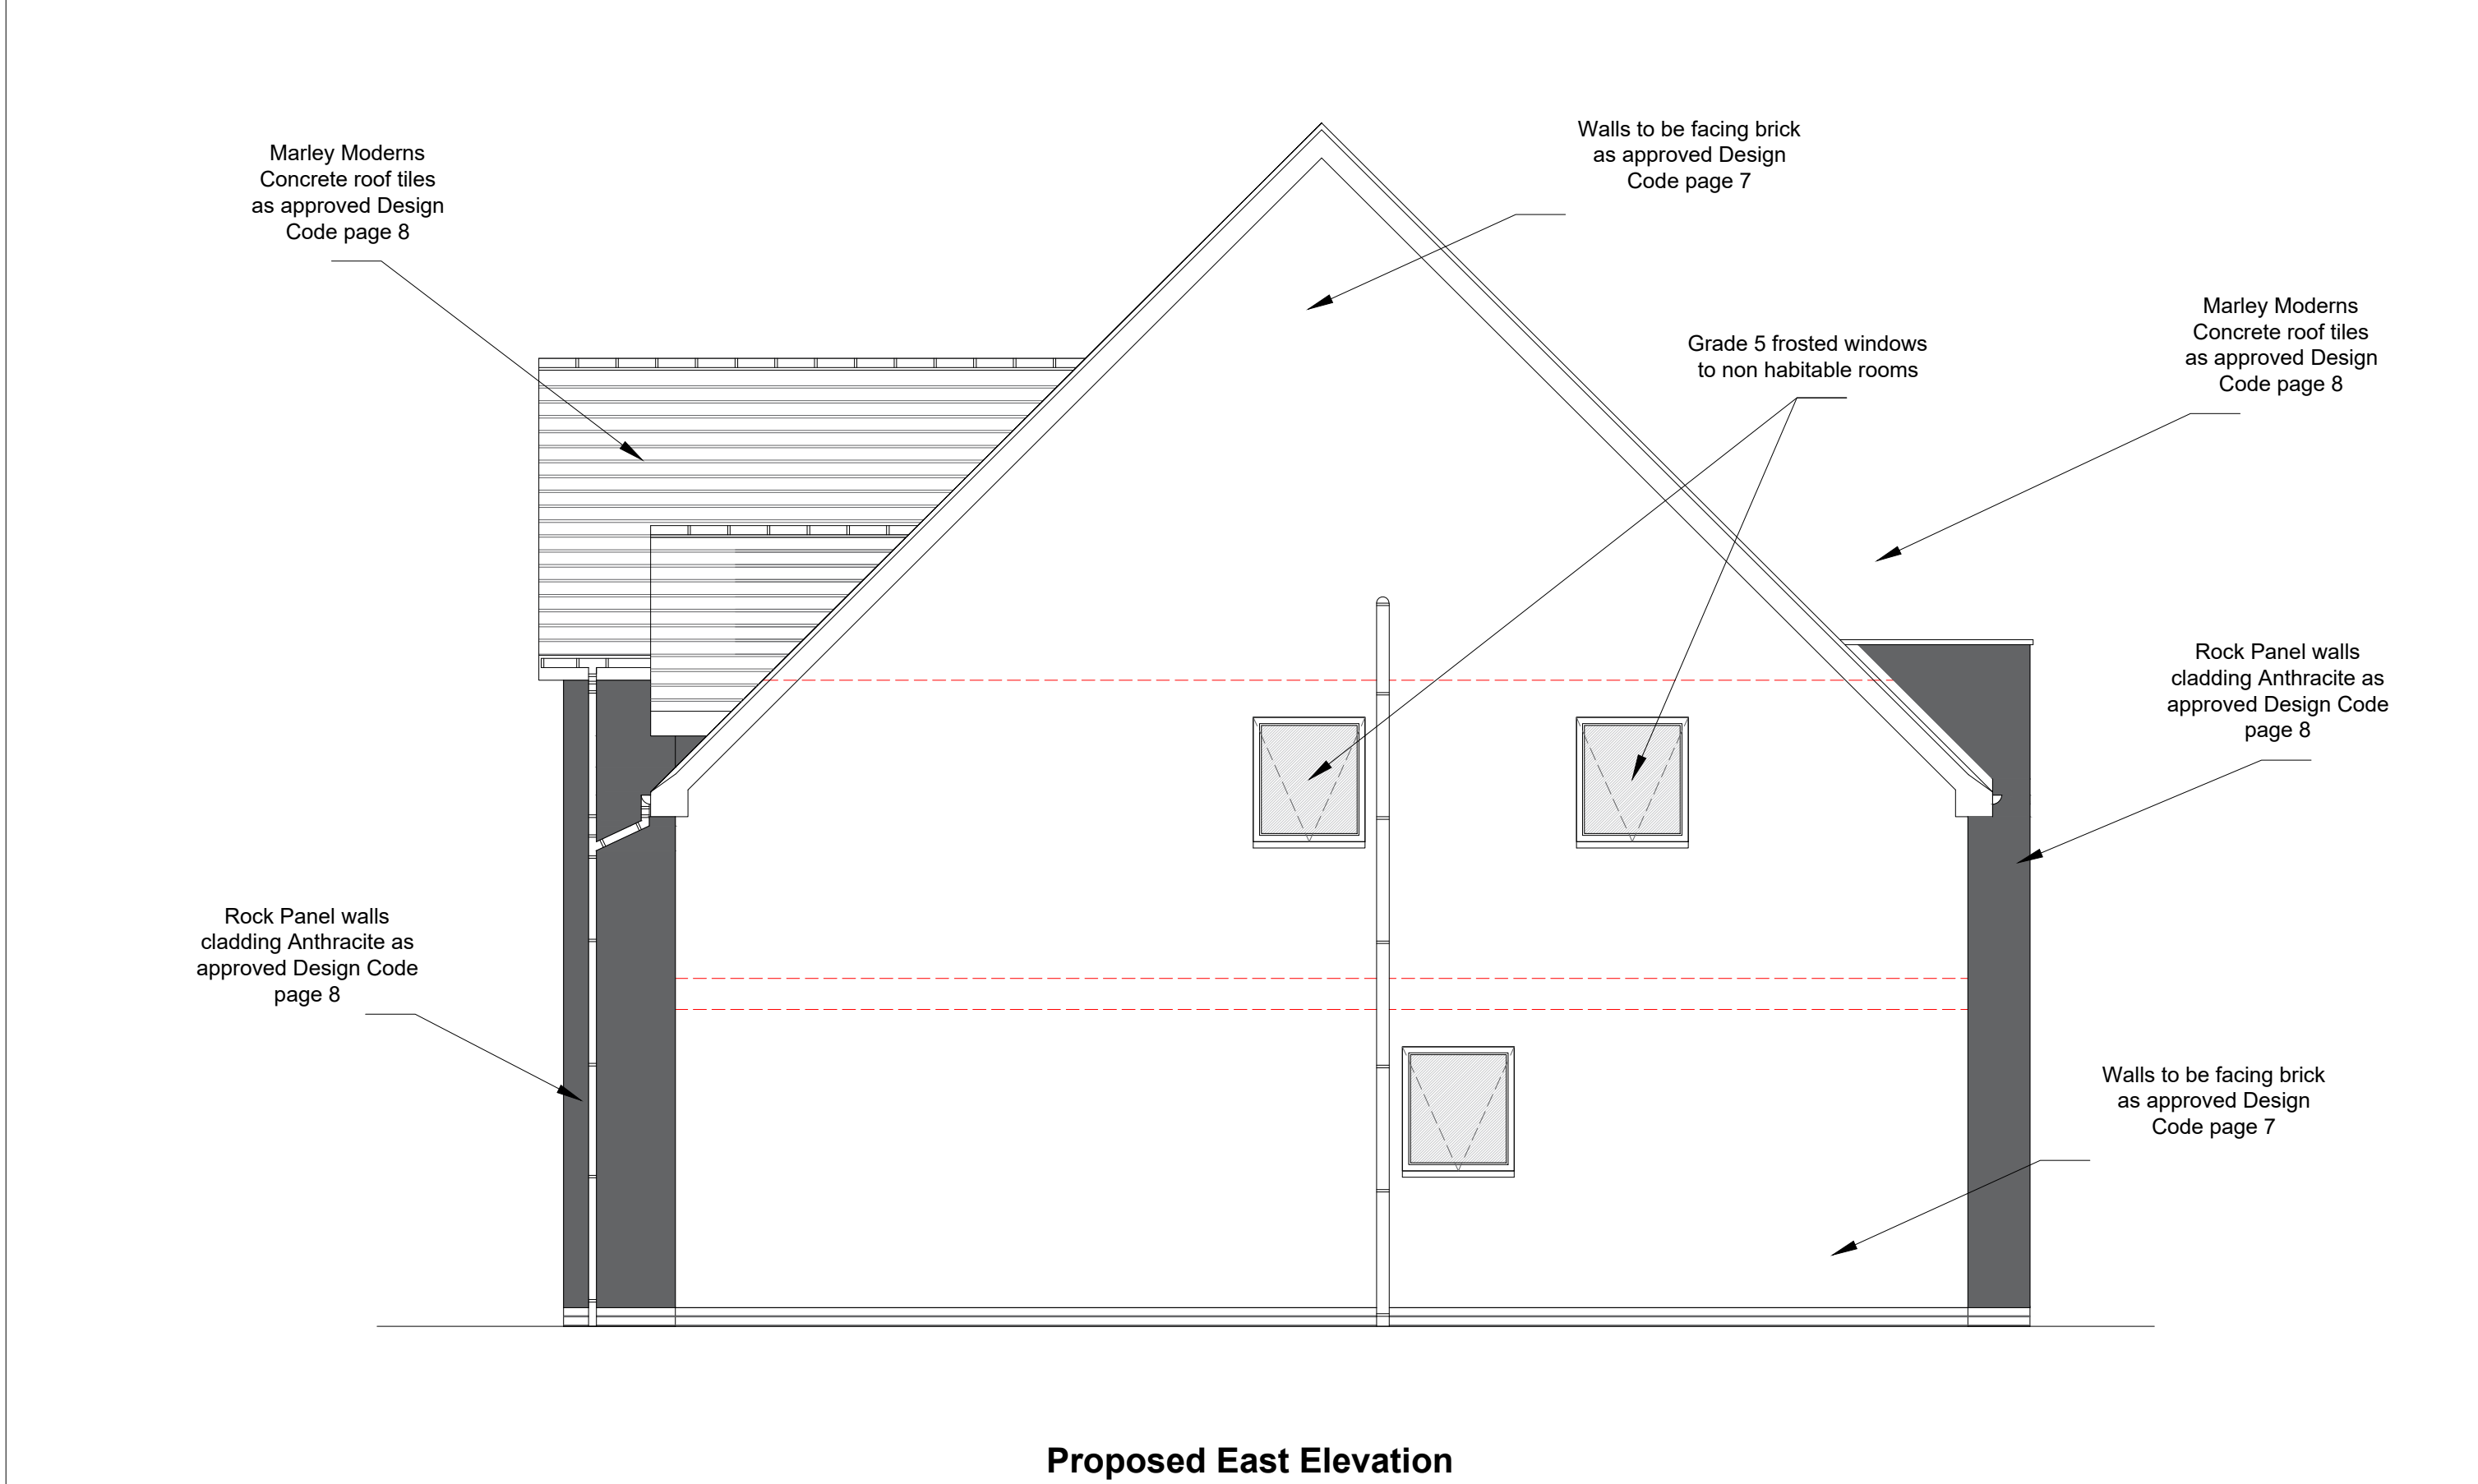 Marley Moderns
Concrete roof tiles
as approved Design
Code page 8
Walls to be facing brick
as approved Design
Code page 7
Grade 5 frosted windows
to non habitable rooms
Marley Moderns
Concrete roof tiles
as approved Design
Code page 8
Rock Panel walls
cladding Anthracite as
approved Design Code
page 8
Rock Panel walls
cladding Anthracite as
approved Design Code
page 8
Walls to be facing brick
as approved Design
Code page 7
Proposed East Elevation